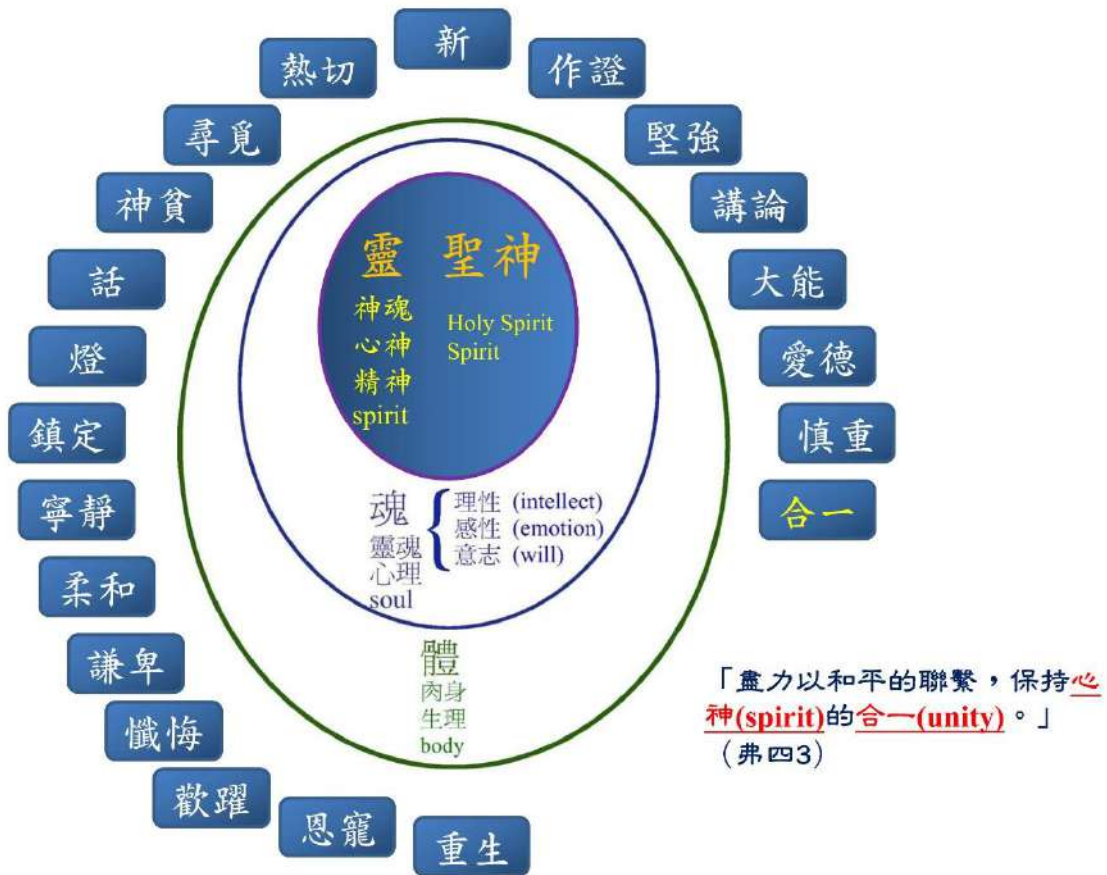 新
熱切
作證
尋覓
堅強
神貧
講論
話
大能
燈
愛德
鎮定
慎重
寧靜
合一
柔和
謙卑
懺悔
歡躍
恩寵
重生
靈 聖神
神魂
心神
精神
spirit
Holy Spirit
Spirit
魂
靈魂
心理
soul
{
理性 (intellect)
感性 (emotion)
意志 (will)
體
肉身
生理
body
「盡力以和平的聯繫，保持心
神(spirit)的合一(unity)。」
（弗四3）